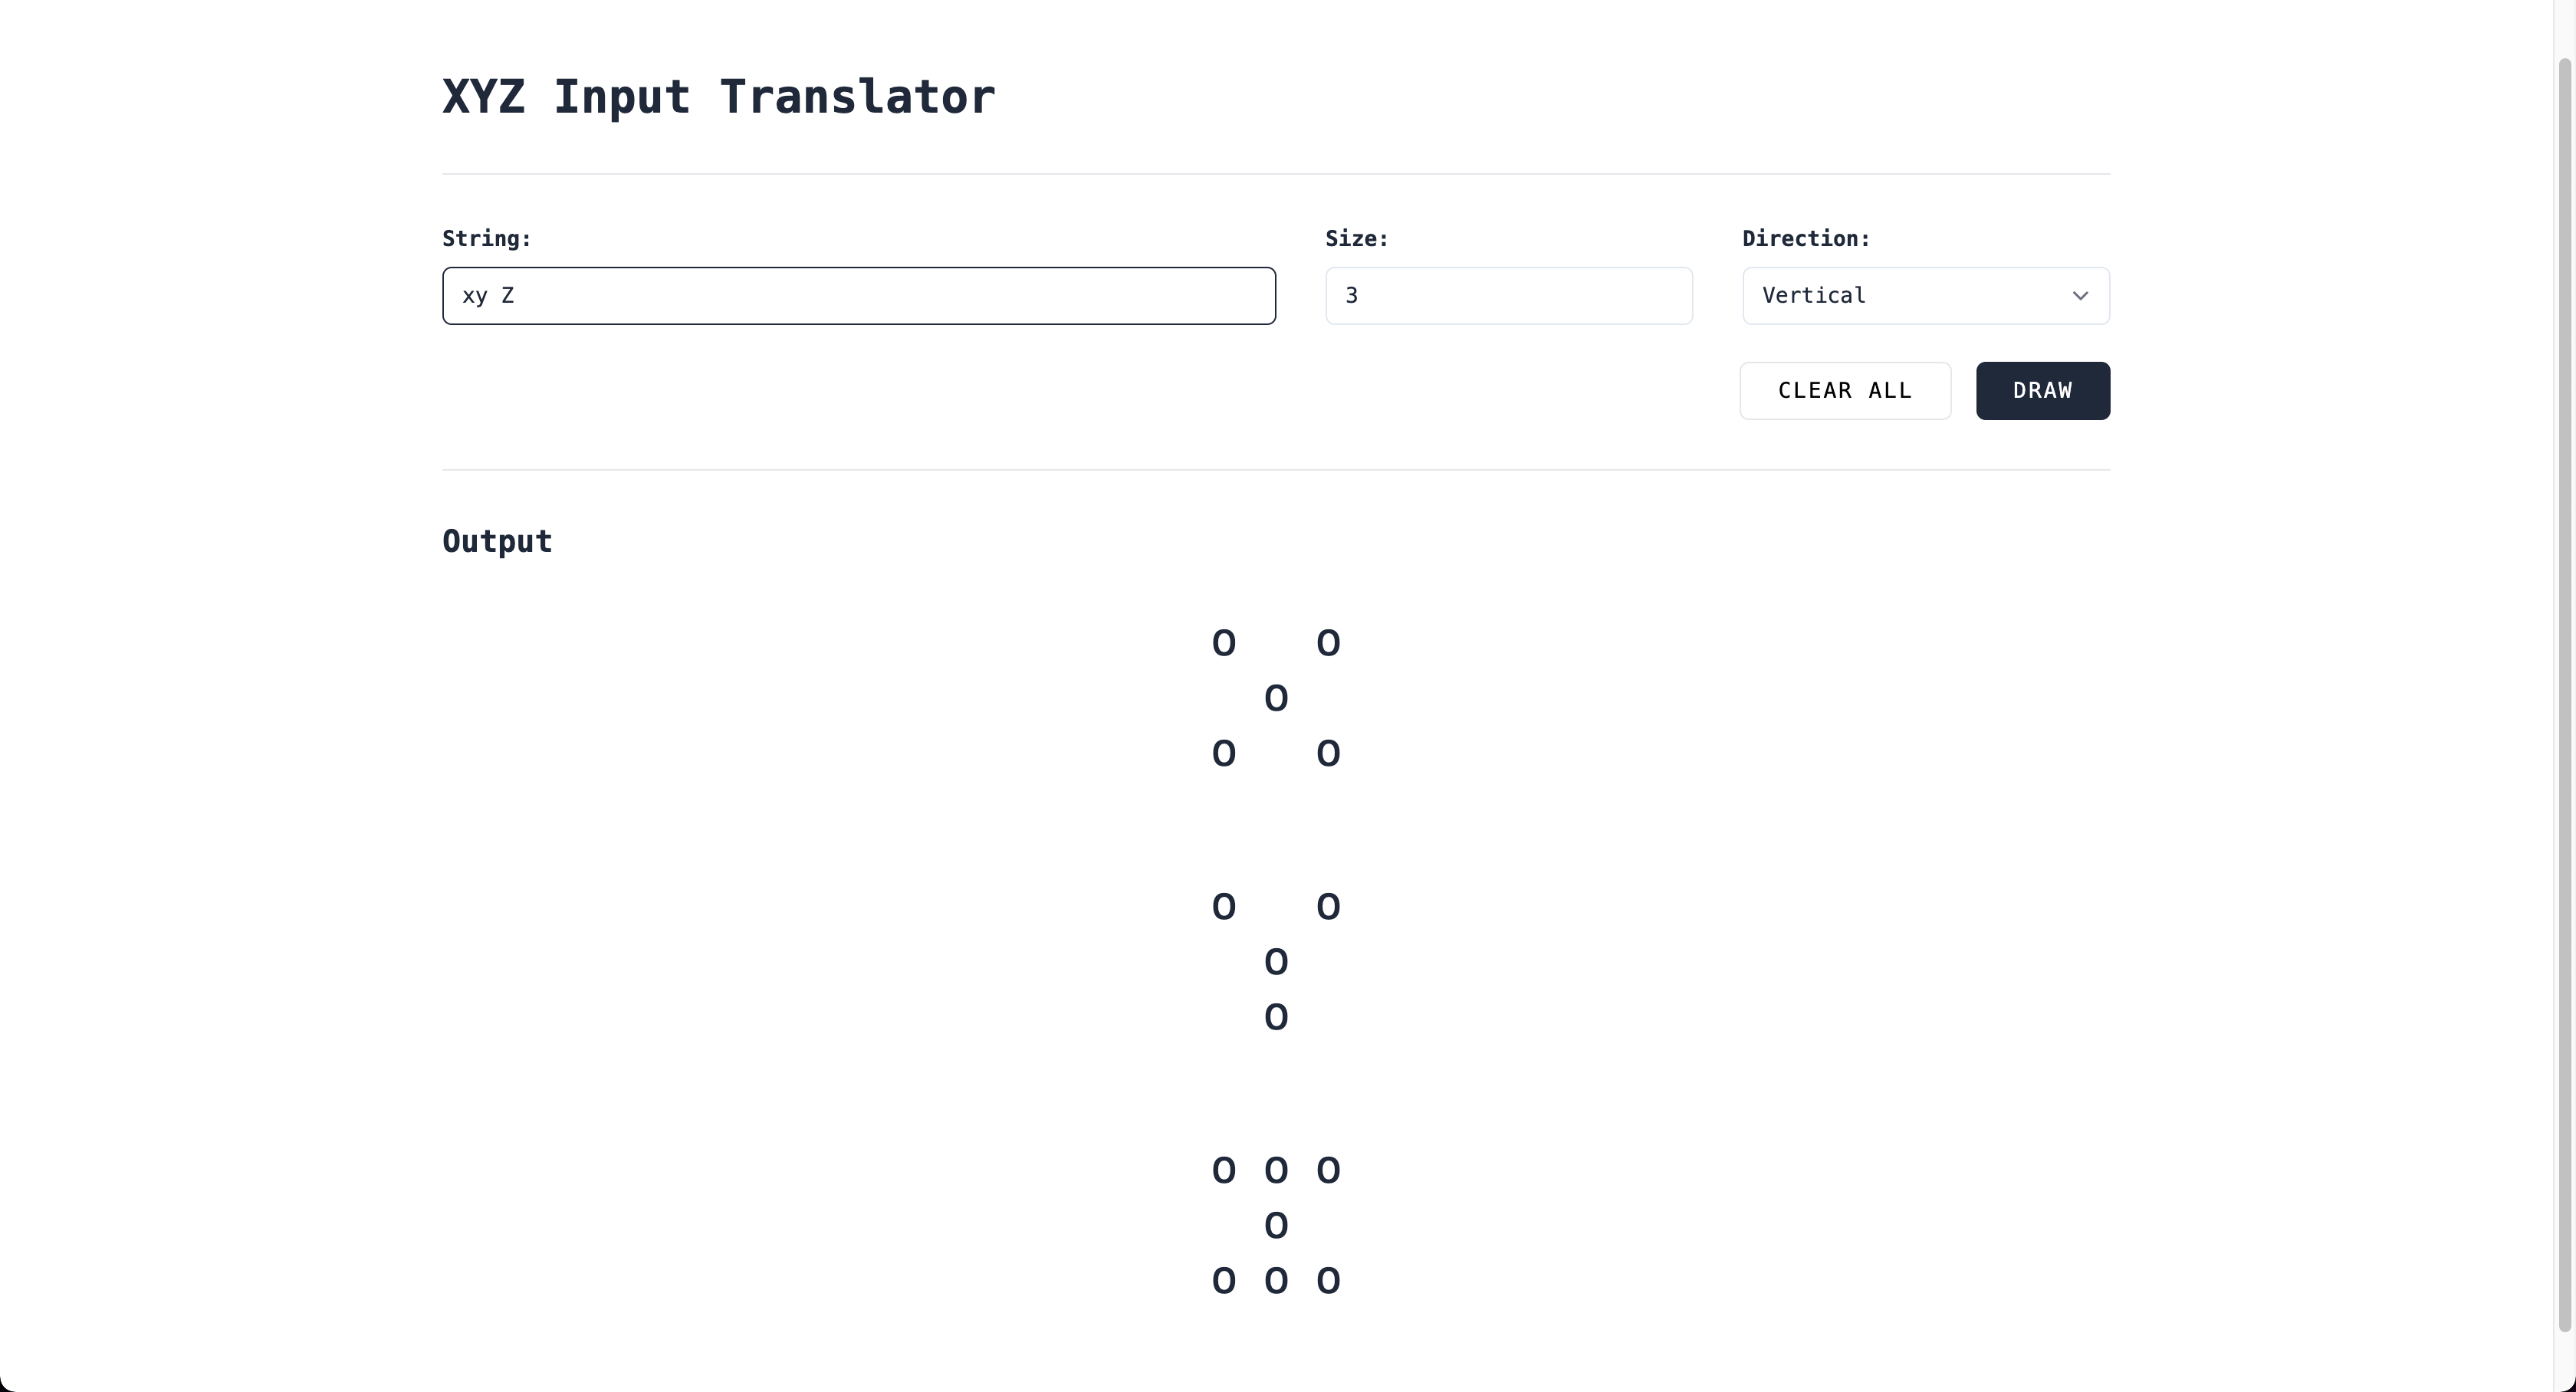 XYZ Input Translator
String: Size: Direction:
xy Z 3 Vertical
CLEAR ALL DRAW
Output
O   O
  O
O   O
O   O
  O
  O
O O O
  O
O O O